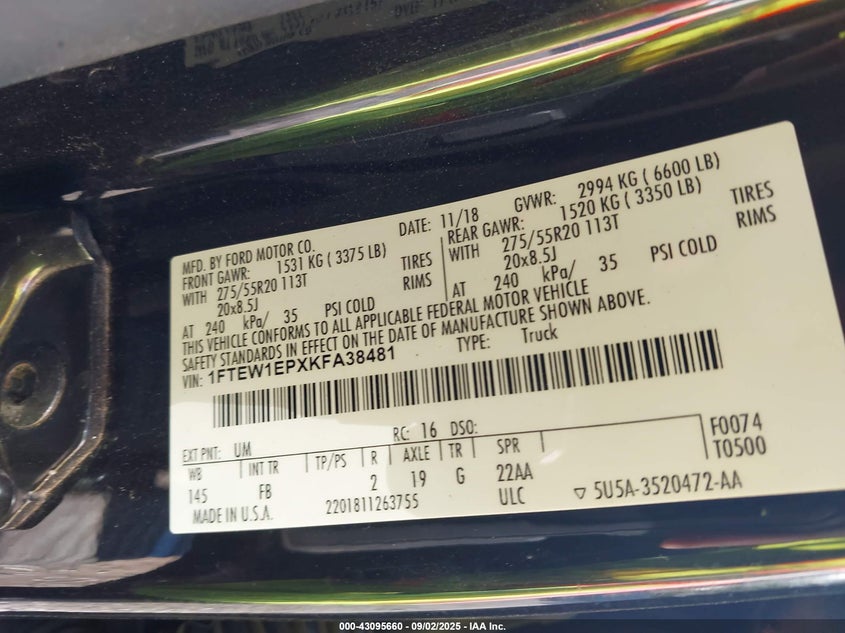 MFD. BY FORD MOTOR CO.
DATE: 11/18
GVWR: 2994 KG ( 6600 LB)
FRONT GAWR: 1531 KG ( 3375 LB)
REAR GAWR: 1520 KG ( 3350 LB)
WITH 275/55R20 113T TIRES
WITH 275/55R20 113T TIRES
20x8.5J RIMS
20x8.5J RIMS
AT 240 kPa/ 35 PSI COLD
AT 240 kPa/ 35 PSI COLD
THIS VEHICLE CONFORMS TO ALL APPLICABLE FEDERAL MOTOR VEHICLE
SAFETY STANDARDS IN EFFECT ON THE DATE OF MANUFACTURE SHOWN ABOVE.
VIN: 1FTEW1EPXKFA38481
TYPE: Truck
EXT PNT: UM RC: 16 DSO: F0074
WB INT TR TP/PS R AXLE TR SPR T0500
145 FB 2 19 G 22AA
ULC
MADE IN U.S.A. 2201811263755
▽ 5U5A-3520472-AA
000-43095660 - 09/02/2025 - IAA Inc.